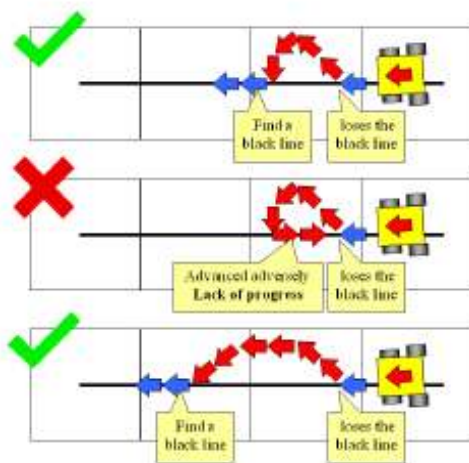 Find a
black line
loses the
black line
Advanced adversely
Lack of progress
loses the
black line
Find a
black line
loses the
black line